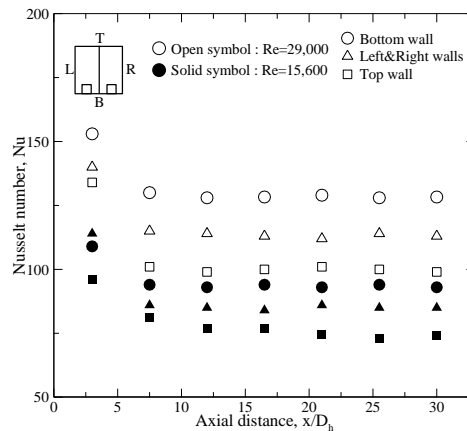 200
150
100
50
Nusselt number, Nu
T
L
R
B
Open symbol : Re=29,000
Solid symbol : Re=15,600
Bottom wall
Left&Right walls
Top wall
0 5 10 15 20 25 30
Axial distance, x/Dh